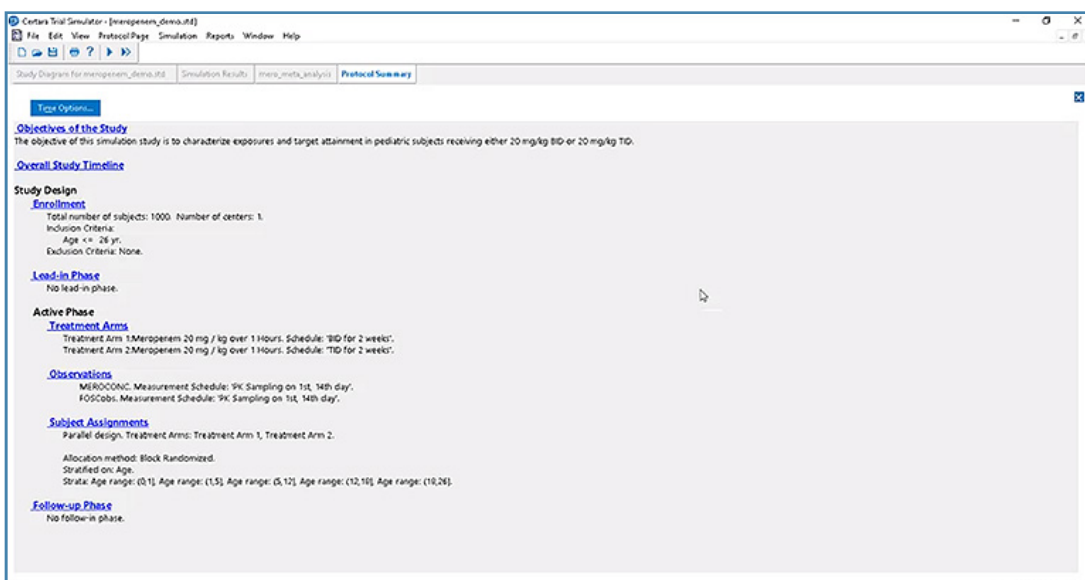 Certara Trial Simulator - [meropenem_demo.std]
File Edit View Protocol Page Simulation Reports Window Help
Study Diagram for meropenem_demo.std Simulation Results mero_meta_analysis Protocol Summary
Time Options...
Objectives of the Study
The objective of this simulation study is to characterize exposures and target attainment in pediatric subjects receiving either 20 mg/kg BID or 20 mg/kg TID.
Overall Study Timeline
Study Design
Enrollment
Total number of subjects: 1000. Number of centers: 1.
Inclusion Criteria:
Age <= 26 yr.
Exclusion Criteria: None.
Lead-in Phase
No lead-in phase.
Active Phase
Treatment Arms
Treatment Arm 1:Meropenem 20 mg / kg over 1 Hours. Schedule: 'BID for 2 weeks'.
Treatment Arm 2:Meropenem 20 mg / kg over 1 Hours. Schedule: 'TID for 2 weeks'.
Observations
MEROCONC. Measurement Schedule: 'PK Sampling on 1st, 14th day'.
FOSCobs. Measurement Schedule: 'PK Sampling on 1st, 14th day'.
Subject Assignments
Parallel design. Treatment Arms: Treatment Arm 1, Treatment Arm 2.
Allocation method: Block Randomized.
Stratified on: Age.
Strata: Age range: (0,1], Age range: (1,5], Age range: (5,12], Age range: (12,18], Age range: (18,26].
Follow-up Phase
No follow-in phase.